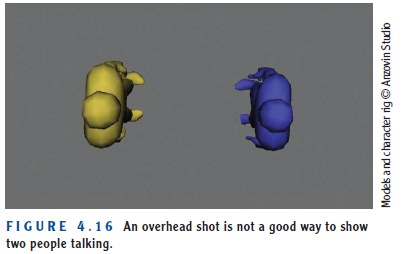 Models and character rig © Anzovin Studio
FIGURE 4.16 An overhead shot is not a good way to show
two people talking.